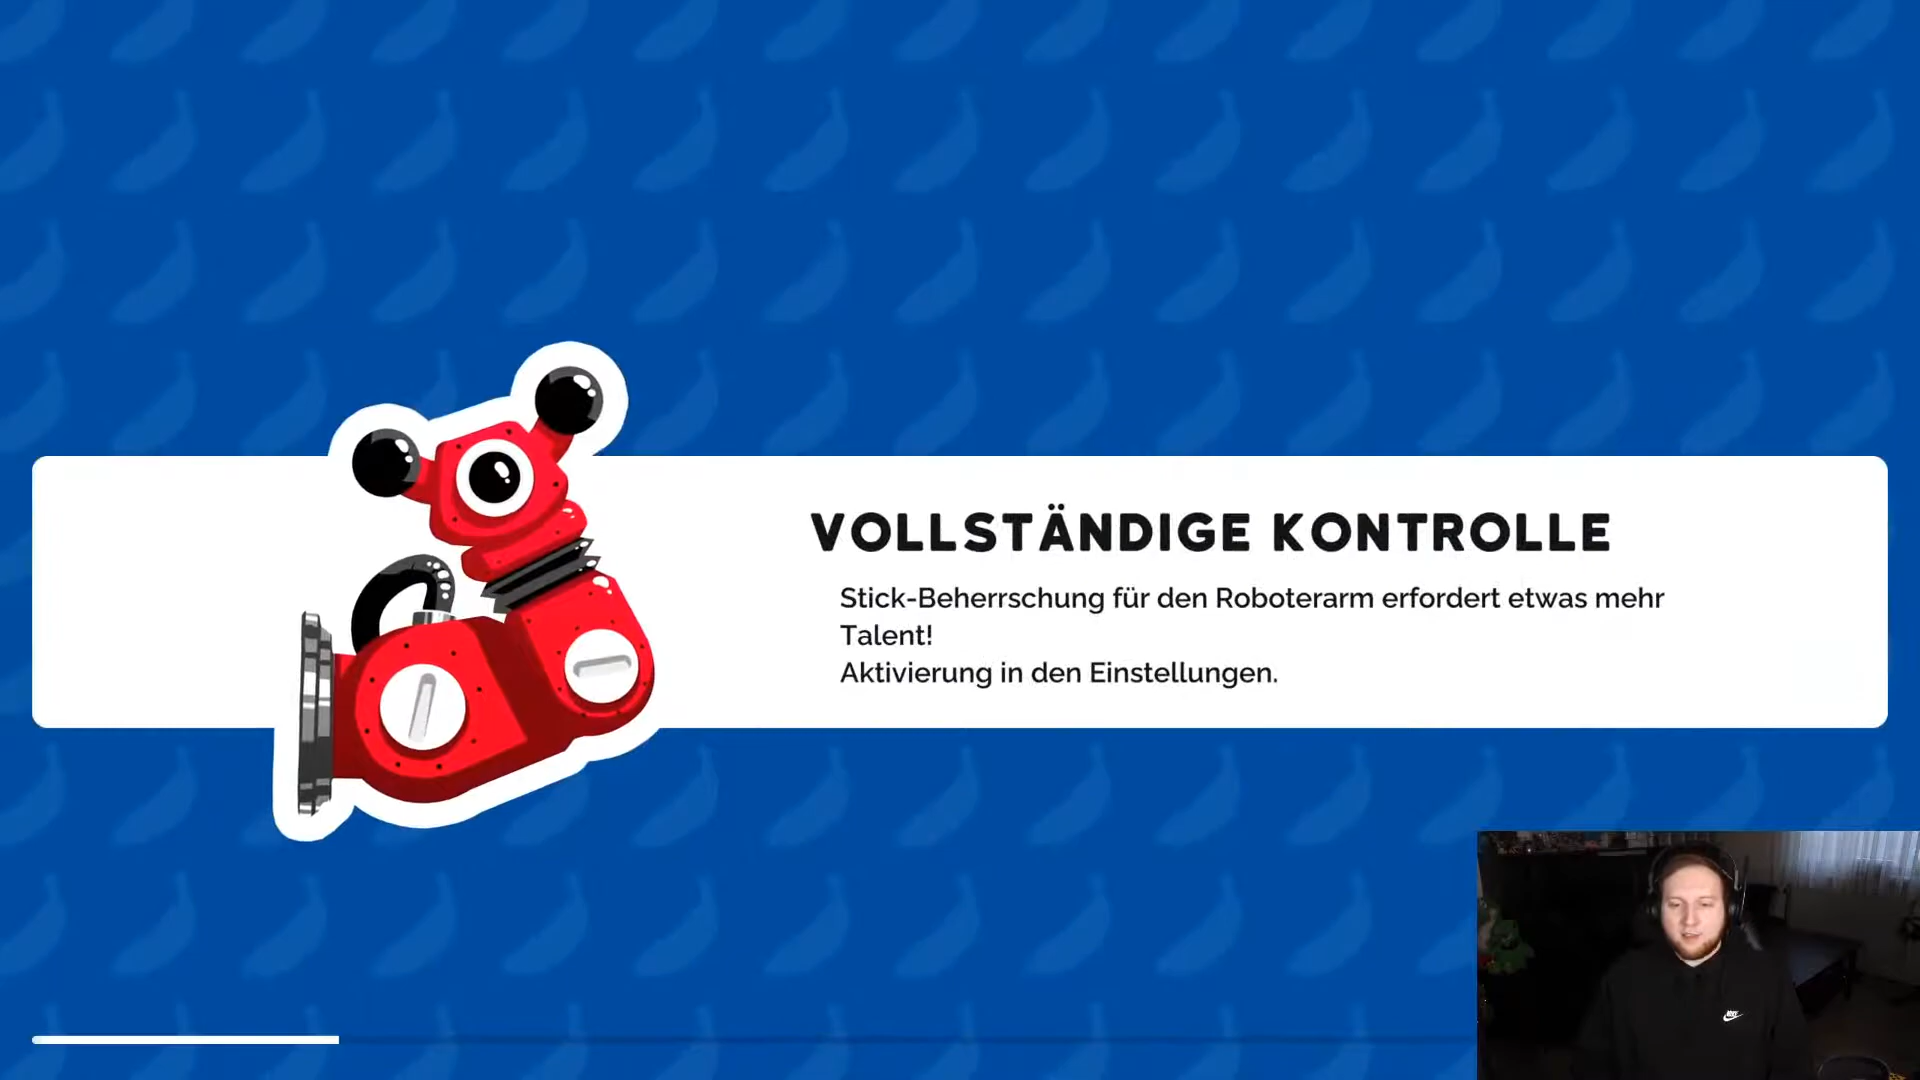 VOLLSTÄNDIGE KONTROLLE
Stick-Beherrschung für den Roboterarm erfordert etwas mehr
Talent!
Aktivierung in den Einstellungen.